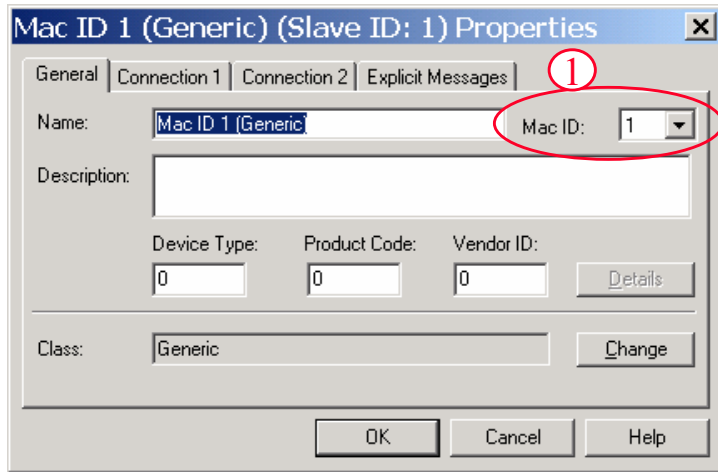 Mac ID 1 (Generic) (Slave ID: 1) Properties
General Connection 1 Connection 2 Explicit Messages 1
Name: Mac ID 1 (Generic) Mac ID: 1
Description:
Device Type: Product Code: Vendor ID:
0 0 0 Details
Class: Generic Change
OK Cancel Help